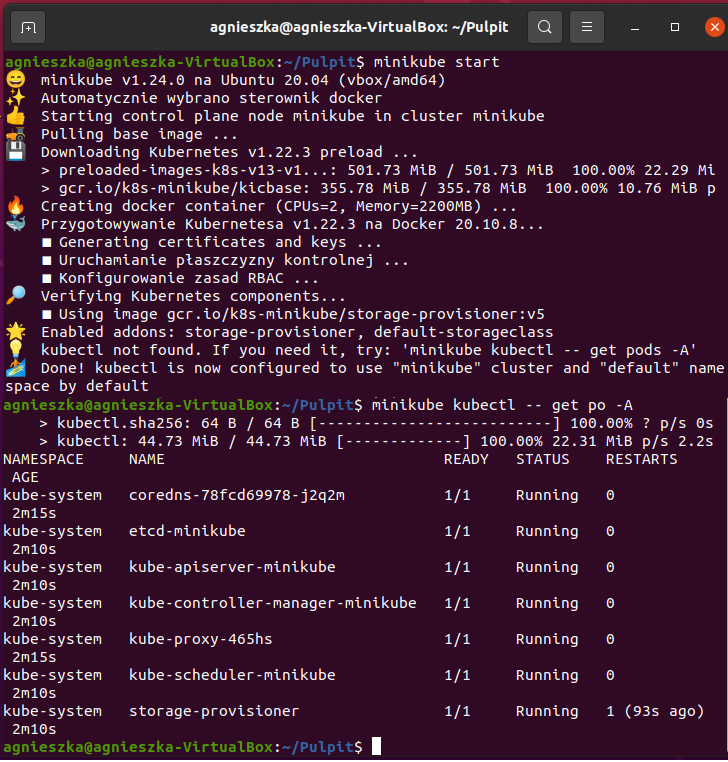 agnieszka@agnieszka-VirtualBox: ~/Pulpit
agnieszka@agnieszka-VirtualBox:~/Pulpit$ minikube start
😄 minikube v1.24.0 na Ubuntu 20.04 (vbox/amd64)
✨ Automatycznie wybrano sterownik docker
👍 Starting control plane node minikube in cluster minikube
🚜 Pulling base image ...
💾 Downloading Kubernetes v1.22.3 preload ...
> preloaded-images-k8s-v13-v1...: 501.73 MiB / 501.73 MiB 100.00% 22.29 Mi
> gcr.io/k8s-minikube/kicbase: 355.78 MiB / 355.78 MiB 100.00% 10.76 MiB p
🔥 Creating docker container (CPUs=2, Memory=2200MB) ...
🐳 Przygotowywanie Kubernetesa v1.22.3 na Docker 20.10.8...
▪ Generating certificates and keys ...
▪ Uruchamianie płaszczyzny kontrolnej ...
▪ Konfigurowanie zasad RBAC ...
🔎 Verifying Kubernetes components...
▪ Using image gcr.io/k8s-minikube/storage-provisioner:v5
🌟 Enabled addons: storage-provisioner, default-storageclass
💡 kubectl not found. If you need it, try: 'minikube kubectl -- get pods -A'
🏄 Done! kubectl is now configured to use "minikube" cluster and "default" name
space by default
agnieszka@agnieszka-VirtualBox:~/Pulpit$ minikube kubectl -- get po -A
> kubectl.sha256: 64 B / 64 B [--------------------------] 100.00% ? p/s 0s
> kubectl: 44.73 MiB / 44.73 MiB [-------------] 100.00% 22.31 MiB p/s 2.2s
NAMESPACE NAME READY STATUS RESTARTS
AGE
kube-system coredns-78fcd69978-j2q2m 1/1 Running 0
2m15s
kube-system etcd-minikube 1/1 Running 0
2m10s
kube-system kube-apiserver-minikube 1/1 Running 0
2m10s
kube-system kube-controller-manager-minikube 1/1 Running 0
2m10s
kube-system kube-proxy-465hs 1/1 Running 0
2m15s
kube-system kube-scheduler-minikube 1/1 Running 0
2m10s
kube-system storage-provisioner 1/1 Running 1 (93s ago)
2m10s
agnieszka@agnieszka-VirtualBox:~/Pulpit$